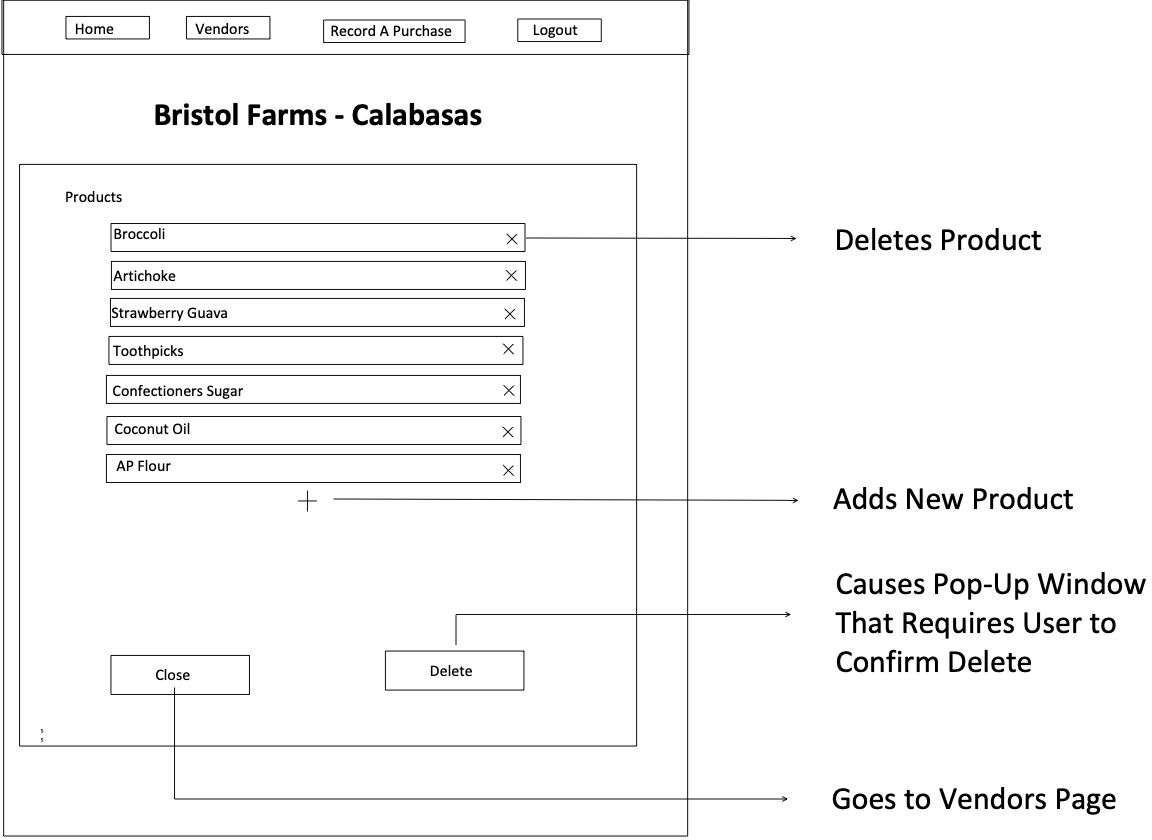 Home
Vendors
Record A Purchase
Logout
Bristol Farms - Calabasas
Products
Broccoli
Artichoke
Strawberry Guava
Toothpicks
Confectioners Sugar
Coconut Oil
AP Flour
Close
Delete
s
s
Deletes Product
Adds New Product
Causes Pop-Up Window
That Requires User to
Confirm Delete
Goes to Vendors Page